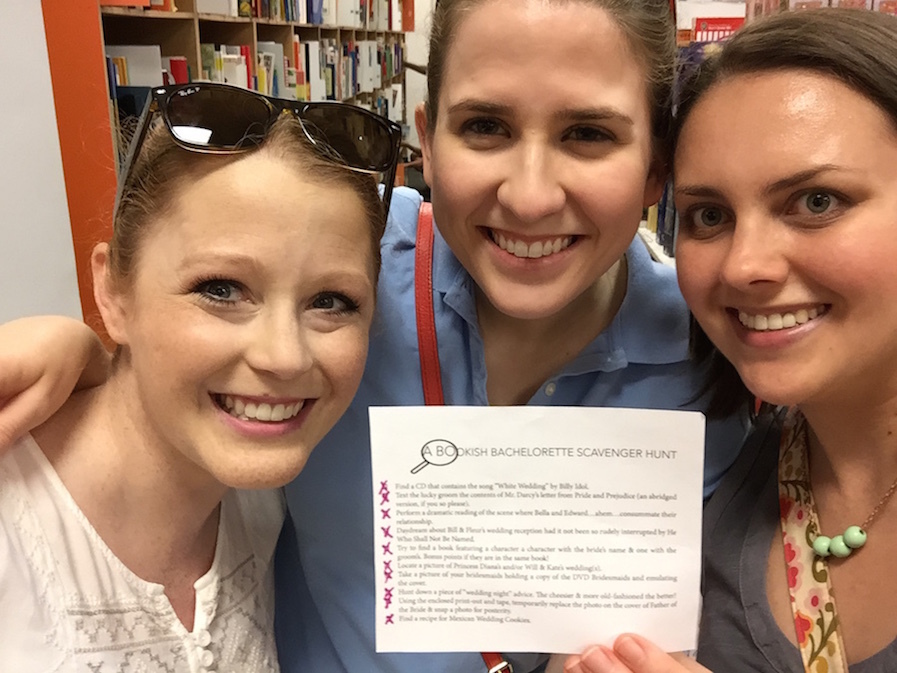 Ray-Ban P
A BOOKISH BACHELORETTE SCAVENGER HUNT
Find a CD that contains the song "White Wedding" by Billy Idol.
Text the lucky groom the contents of Mr. Darcy's letter from Pride and Prejudice (an abridged
version, if you so please).
Perform a dramatic reading of the scene where Bella and Edward…ahem…consummate their
relationship.
Daydream about Bill & Fleur's wedding reception had it not been so rudely interrupted by He
Who Shall Not Be Named.
Try to find a book featuring a character a character with the bride's name & one with the
groom's. Bonus points if they are in the same book!
Locate a picture of Princess Diana's and/or Will & Kate's wedding(s).
Take a picture of your bridesmaids holding a copy of the DVD Bridesmaids and emulating
the cover.
Hunt down a piece of "wedding night" advice. The cheesier & more old-fashioned the better!
Using the enclosed print-out and tape, temporarily replace the photo on the cover of Father of
the Bride & snap a photo for posterity.
Find a recipe for Mexican Wedding Cookies.